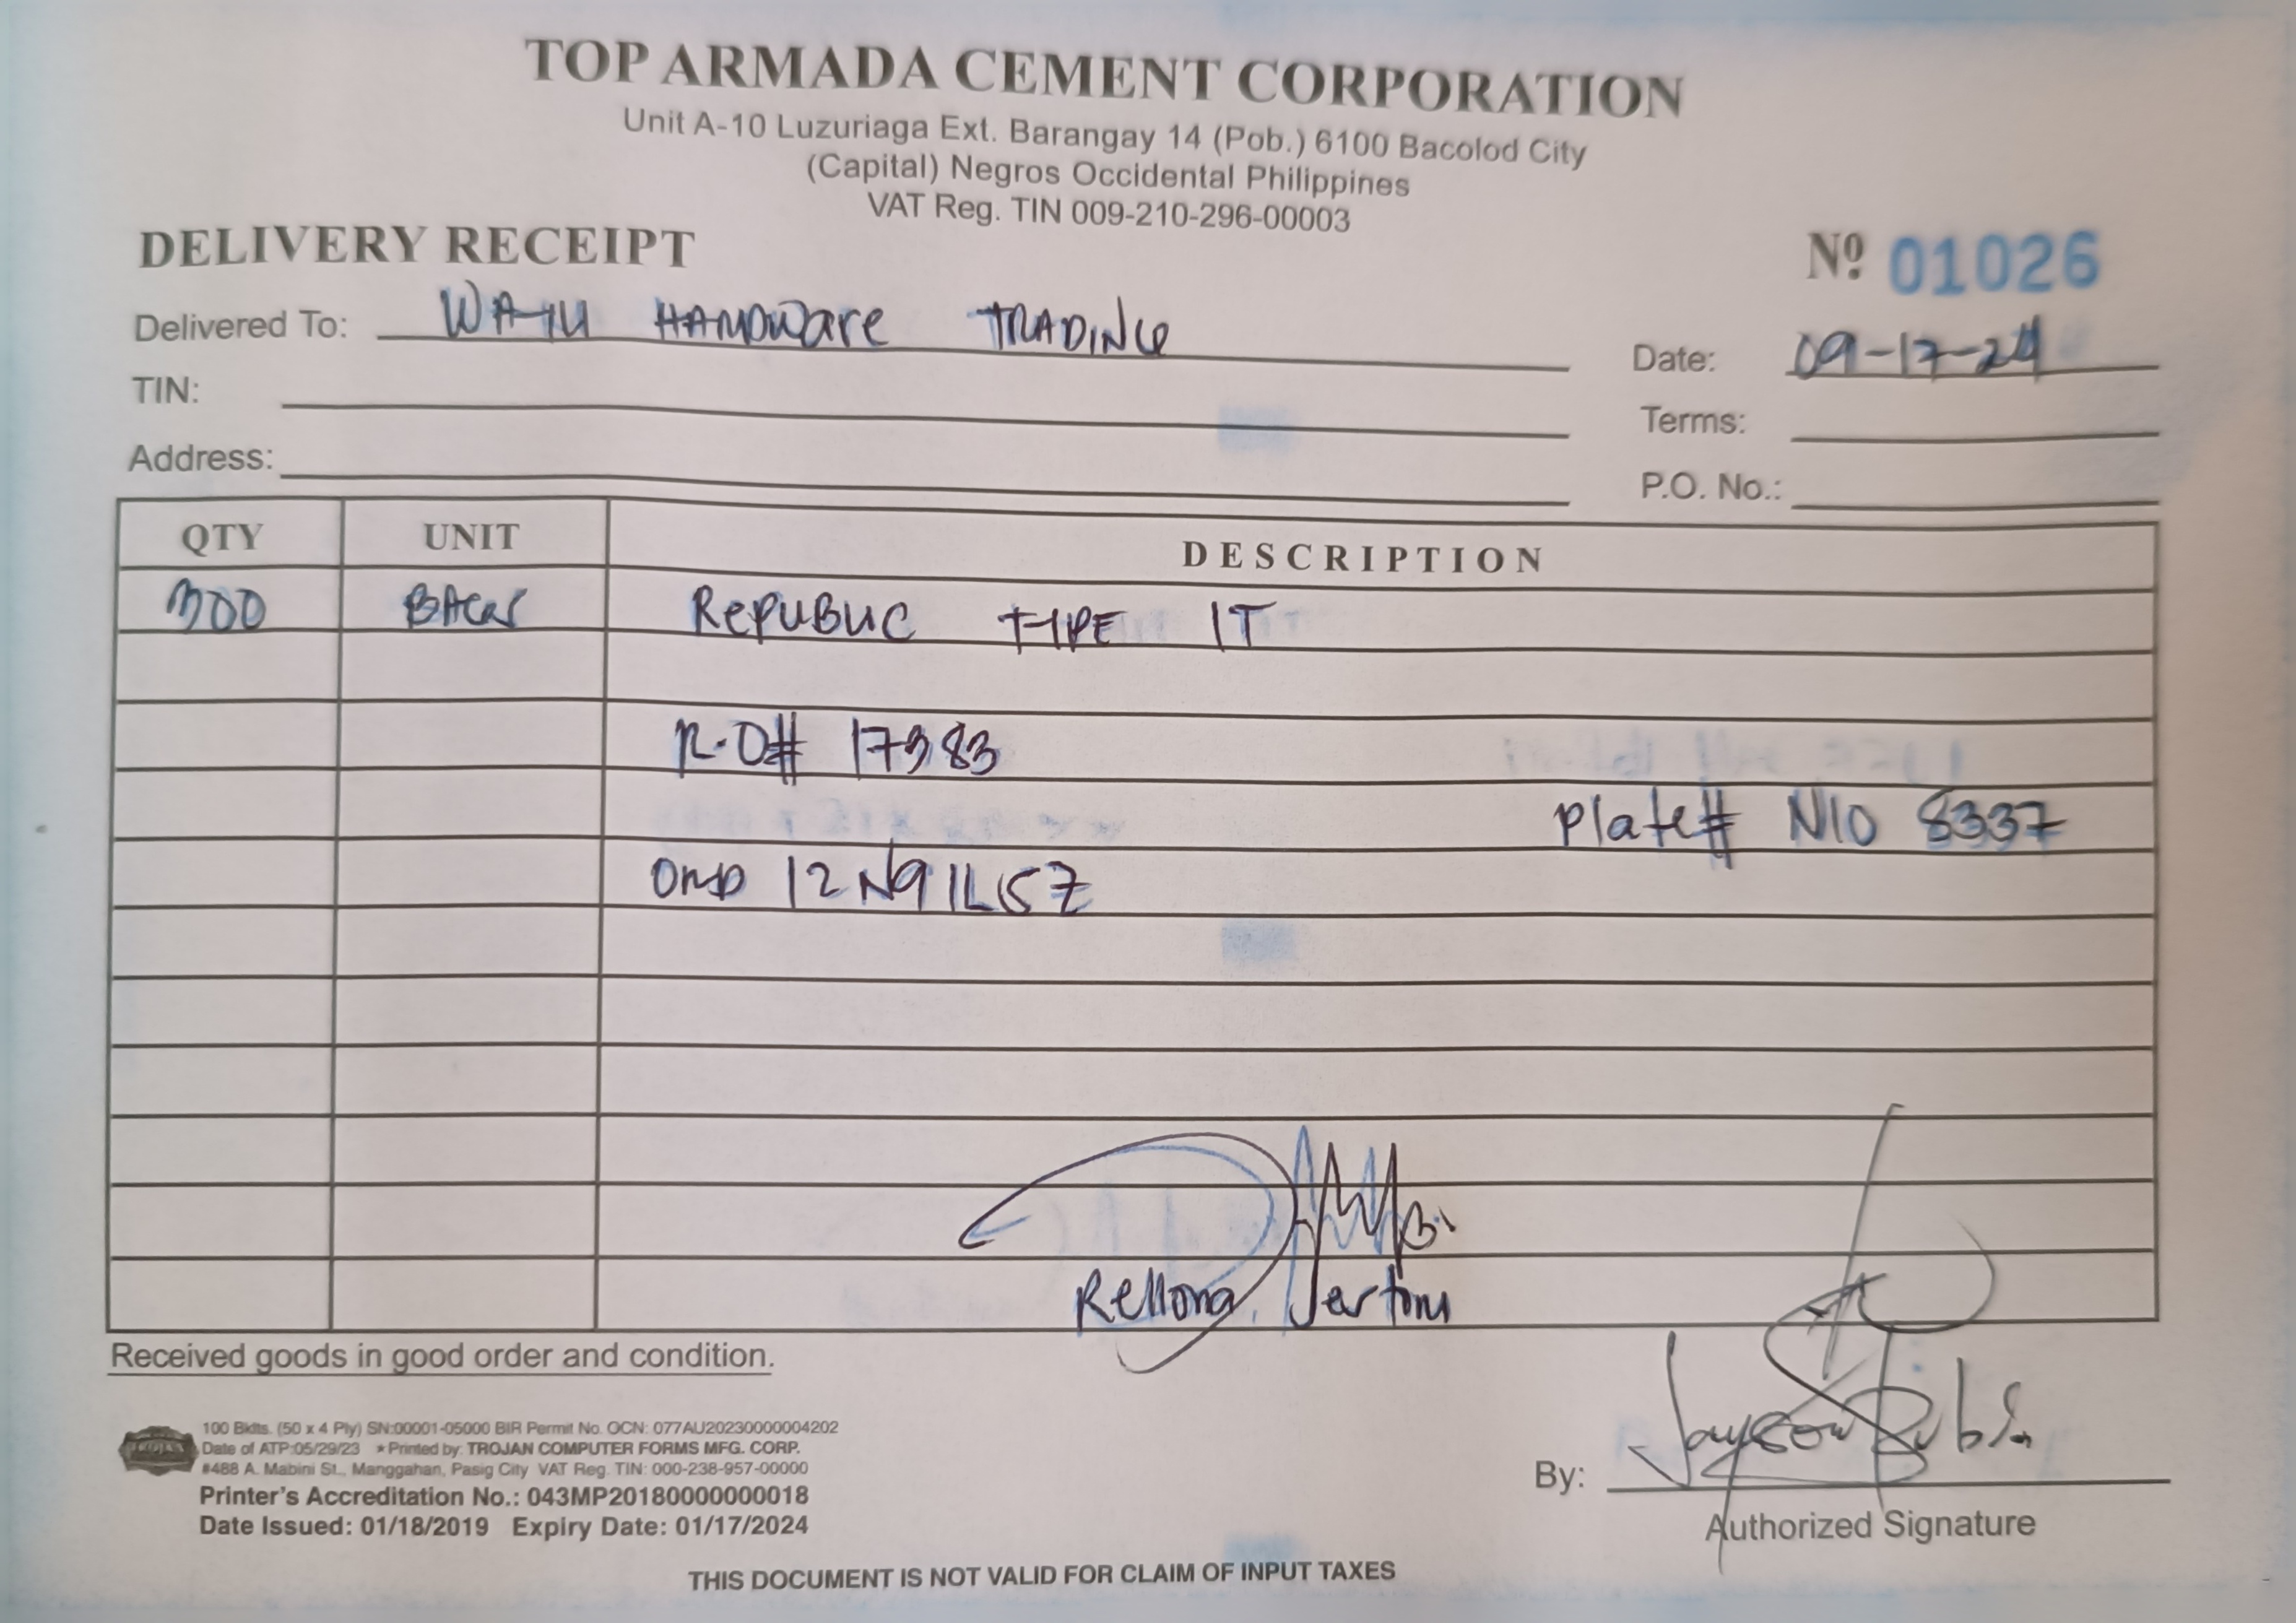 TOP ARMADA CEMENT CORPORATION
Unit A-10 Luzuriaga Ext. Barangay 14 (Pob.) 6100 Bacolod City
(Capital) Negros Occidental Philippines
VAT Reg. TIN 009-210-296-00003
DELIVERY RECEIPT
Nº 01026
Delivered To: HARDWARE TRADING
Date: 09-17-24
TIN:
Terms:
Address:
P.O. No.:
QTY UNIT DESCRIPTION
300 BAGS REPUBLIC TYPE 1T
R.O# 17383
Plate# N10 8337
12N91L15Z
Rellona, Jertom
Received goods in good order and condition.
100 Bklts. (50 x 4 Ply) SN:00001-05000 BIR Permit No. OCN: 077AU20230000004202
Date of ATP:05/29/23 * Printed by: TROJAN COMPUTER FORMS MFG. CORP.
#488 A. Mabini St., Manggahan, Pasig City VAT Reg. TIN: 000-238-957-00000
Printer's Accreditation No.: 043MP20180000000018
Date Issued: 01/18/2019 Expiry Date: 01/17/2024
By: Jayson
Authorized Signature
THIS DOCUMENT IS NOT VALID FOR CLAIM OF INPUT TAXES